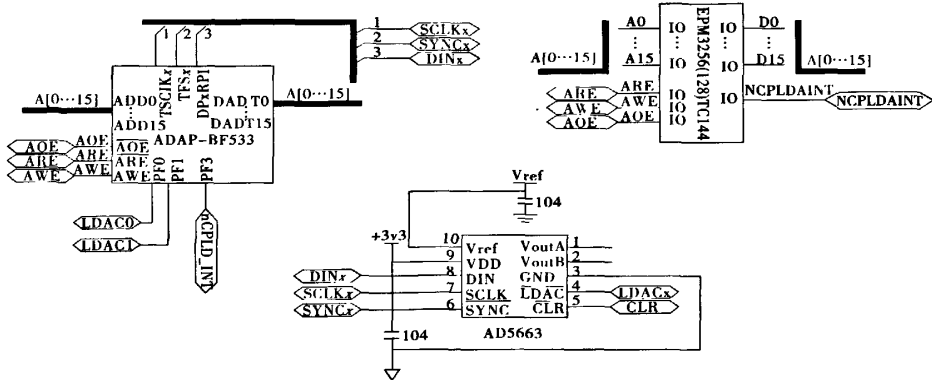 1 SCLKx
2 SYNCx
3 DINx
1 2 3
TSCIKx TFSx DPxRP1
A[0···15]
ADD0
ADD15
DADT0
DADT15
A[0···15]
ADAP-BF533
AOE AOE AOE
ARE ARE ARE
AWE AWE AWE
PF0 PF1 PF3
LDAC0
LDAC1
nCPLD_INT
A0 IO IO D0
A15 IO IO D15
A[0···15]
A[0···15]
EPM3256(128)TC144
ARE ARE IO
AWE AWE IO
AOE AOE IO
IO NCPLDAINT NCPLDAINT
Vref
104
+3v3
10 Vref VoutA 1
9 VDD VoutB 2
DINx 8 DIN GND 3
SCLKx 7 SCLK LDAC 4 LDACx
SYNCx 6 SYNC CLR 5 CLR
AD5663
104